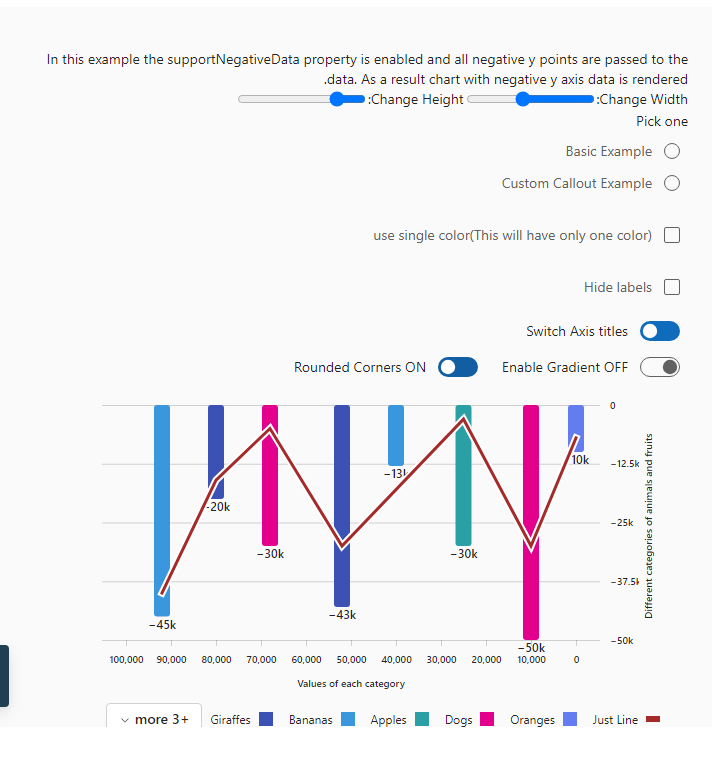 In this example the supportNegativeData property is enabled and all negative y points are passed to the
.data. As a result chart with negative y axis data is rendered
:Change Width
:Change Height
Pick one
Basic Example
Custom Callout Example
use single color(This will have only one color)
Hide labels
Switch Axis titles
Enable Gradient OFF
Rounded Corners ON
0
−12.5k
−25k
−37.5k
−50k
Different categories of animals and fruits
−45k
-20k
−30k
−43k
−13k
−30k
−50k
10k
100,000 90,000 80,000 70,000 60,000 50,000 40,000 30,000 20,000 10,000 0
Values of each category
more 3+ Giraffes Bananas Apples Dogs Oranges Just Line